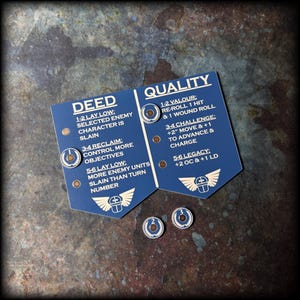 DEED
1-2 LAY LOW:
SELECTED ENEMY
CHARACTER IS
SLAIN
3-4 RECLAIM:
CONTROL MORE
OBJECTIVES
5-6 LAY LOW:
MORE ENEMY UNITS
SLAIN THAN TURN
NUMBER
QUALITY
1-2 VALOUR:
RE-ROLL 1 HIT
& 1 WOUND ROLL
3-4 CHALLENGE:
+2" MOVE & +1
TO ADVANCE &
CHARGE
5-6 LEGACY:
+2 OC & +1 LD